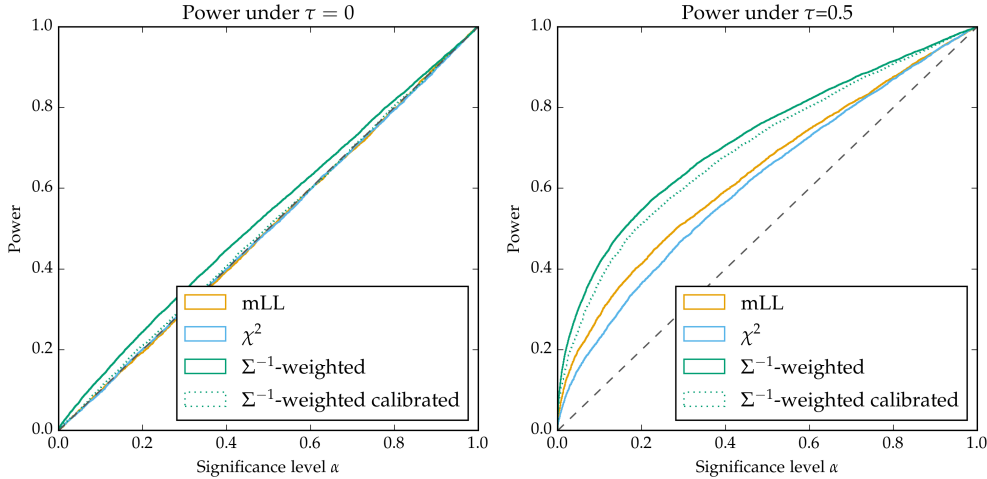 Power under τ = 0
1.0
0.8
0.6
0.4
0.2
0.0
Power
mLL
χ²
Σ⁻¹-weighted
Σ⁻¹-weighted calibrated
0.0 0.2 0.4 0.6 0.8 1.0
Significance level α
Power under τ=0.5
1.0
0.8
0.6
0.4
0.2
0.0
Power
mLL
χ²
Σ⁻¹-weighted
Σ⁻¹-weighted calibrated
0.0 0.2 0.4 0.6 0.8 1.0
Significance level α